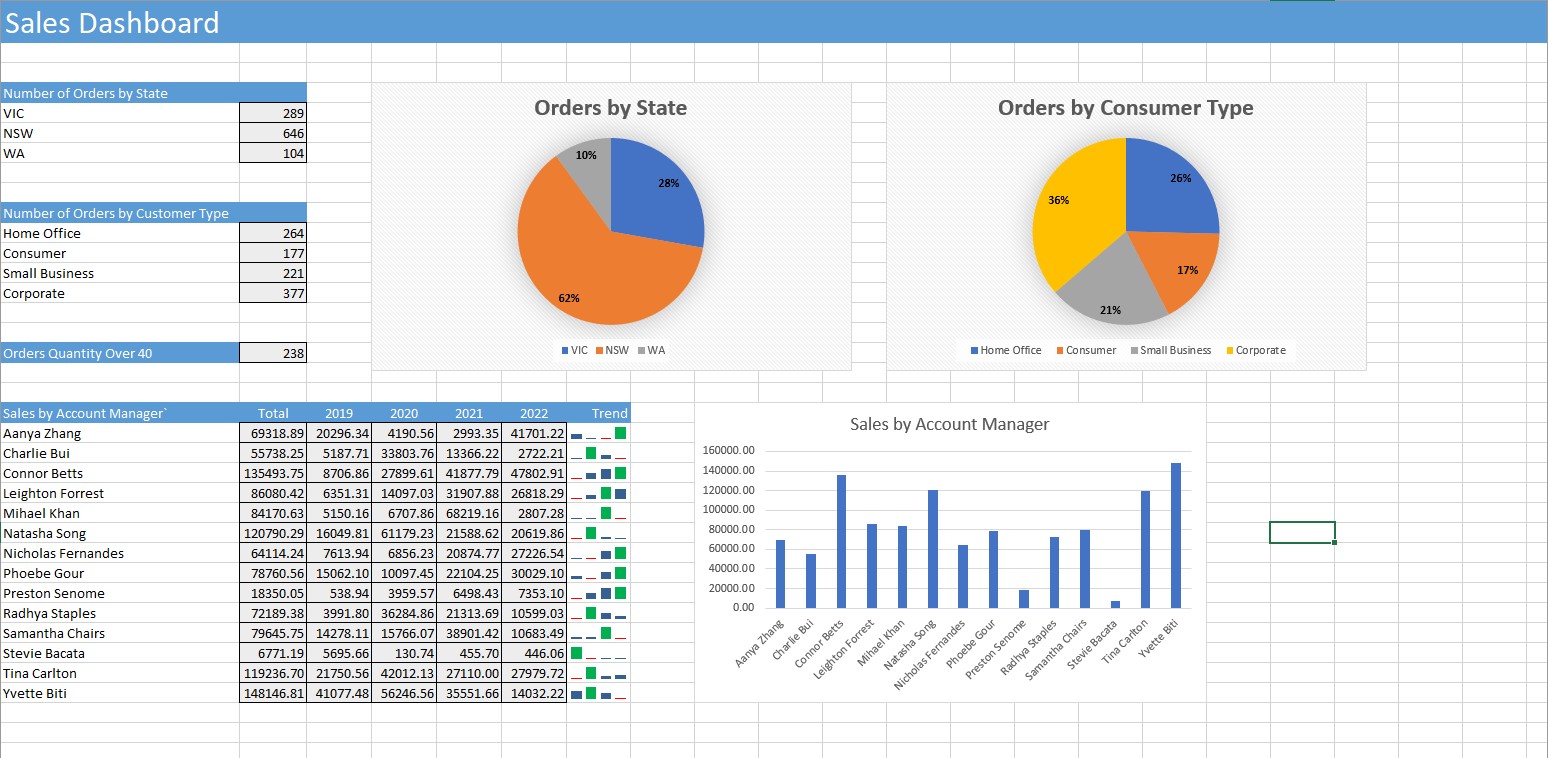 Sales Dashboard
Number of Orders by State
VIC 289
NSW 646
WA 104
Number of Orders by Customer Type
Home Office 264
Consumer 177
Small Business 221
Corporate 377
Orders Quantity Over 40 238
Orders by State
10%
28%
62%
VIC NSW WA
Orders by Consumer Type
26%
36%
17%
21%
Home Office Consumer Small Business Corporate
Sales by Account Manager` Total 2019 2020 2021 2022 Trend
Aanya Zhang 69318.89 20296.34 4190.56 2993.35 41701.22
Charlie Bui 55738.25 5187.71 33803.76 13366.22 2722.21
Connor Betts 135493.75 8706.86 27899.61 41877.79 47802.91
Leighton Forrest 86080.42 6351.31 14097.03 31907.88 26818.29
Mihael Khan 84170.63 5150.16 6707.86 68219.16 2807.28
Natasha Song 120790.29 16049.81 61179.23 21588.62 20619.86
Nicholas Fernandes 64114.24 7613.94 6856.23 20874.77 27226.54
Phoebe Gour 78760.56 15062.10 10097.45 22104.25 30029.10
Preston Senome 18350.05 538.94 3959.57 6498.43 7353.10
Radhya Staples 72189.38 3991.80 36284.86 21313.69 10599.03
Samantha Chairs 79645.75 14278.11 15766.07 38901.42 10683.49
Stevie Bacata 6771.19 5695.66 130.74 455.70 446.06
Tina Carlton 119236.70 21750.56 42012.13 27110.00 27979.72
Yvette Biti 148146.81 41077.48 56246.56 35551.66 14032.22
Sales by Account Manager
160000.00
140000.00
120000.00
100000.00
80000.00
60000.00
40000.00
20000.00
0.00
Aanya Zhang
Charlie Bui
Connor Betts
Leighton Forrest
Mihael Khan
Natasha Song
Nicholas Fernandes
Phoebe Gour
Preston Senome
Radhya Staples
Samantha Chairs
Stevie Bacata
Tina Carlton
Yvette Biti